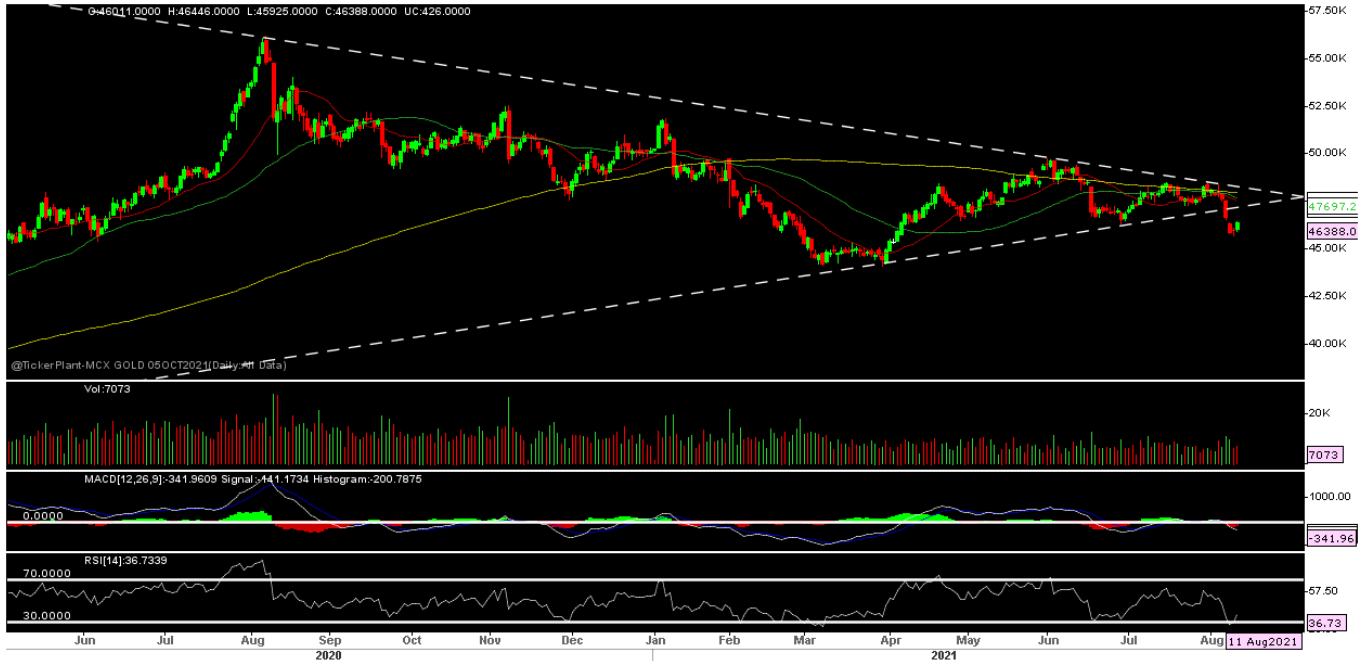 O:46011.0000 H:46446.0000 L:45925.0000 C:46388.0000 UC:426.0000
57.50K
55.00K
52.50K
50.00K
47697.2
46388.0
45.00K
42.50K
40.00K
@TickerPlant-MCX GOLD 05OCT2021(Daily:All Data)
Vol:7073
20K
7073
MACD[12,26,9]:-341.9609 Signal:-141.1734 Histogram:-200.7875
1000.00
0.0000
-341.96
RSI[14]:36.7339
70.0000
57.50
30.0000
36.73
Jun Jul Aug Sep Oct Nov Dec Jan Feb Mar Apr May Jun Jul Aug 11 Aug2021
2020 2021